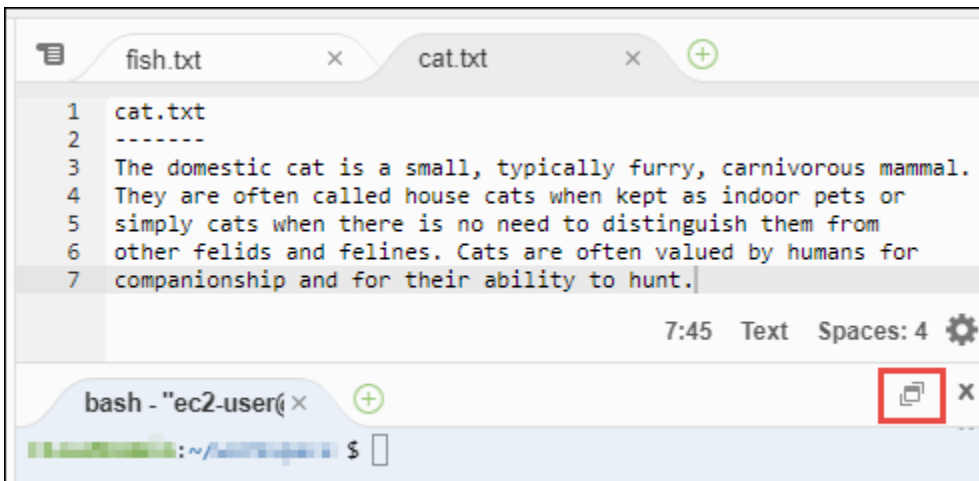 fish.txt × cat.txt ×
1 cat.txt
2 -------
3 The domestic cat is a small, typically furry, carnivorous mammal.
4 They are often called house cats when kept as indoor pets or
5 simply cats when there is no need to distinguish them from
6 other felids and felines. Cats are often valued by humans for
7 companionship and for their ability to hunt.
7:45 Text Spaces: 4
bash - "ec2-user@ ×
:~/ $